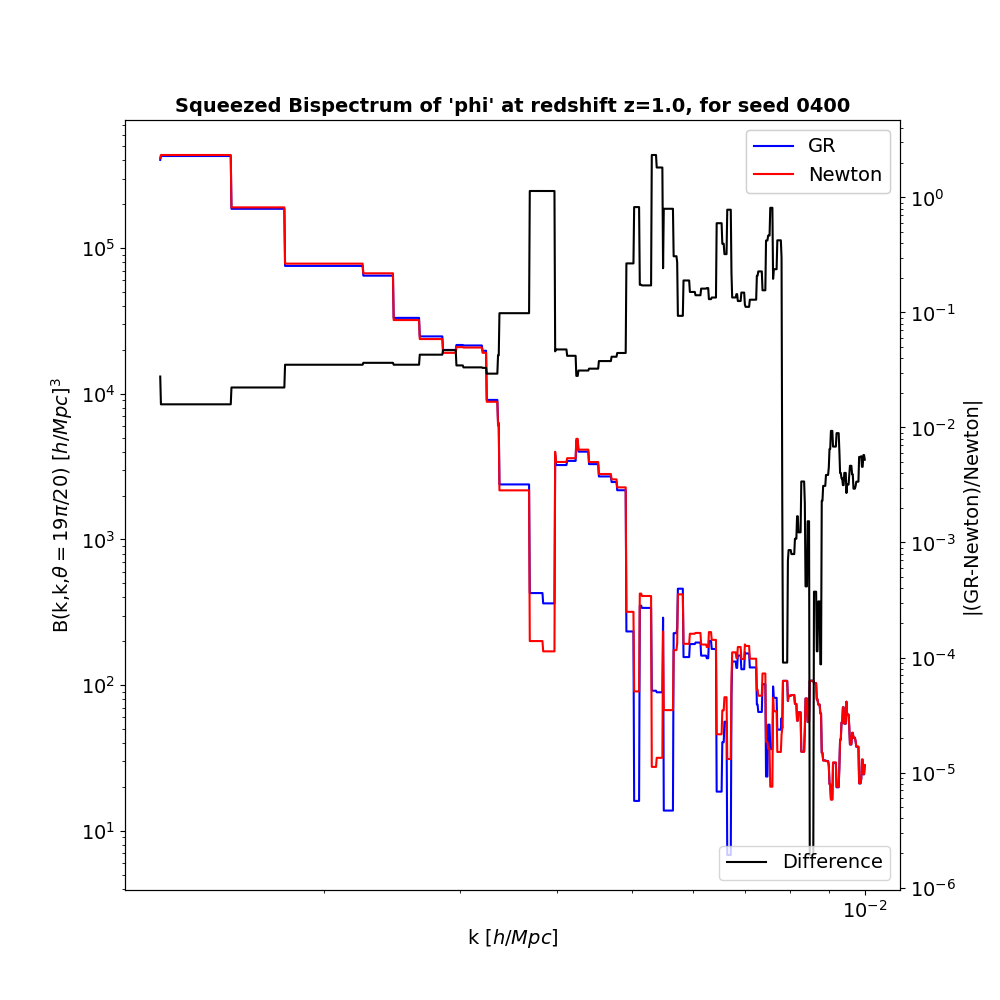 Squeezed Bispectrum of 'phi' at redshift z=1.0, for seed 0400
GR
Newton
10^5
10^4
10^3
10^2
10^1
B(k,k,θ = 19π/20) [h/Mpc]^3
10^0
10^-1
10^-2
10^-3
10^-4
10^-5
10^-6
|(GR-Newton)/Newton|
Difference
10^-2
k [h/Mpc]